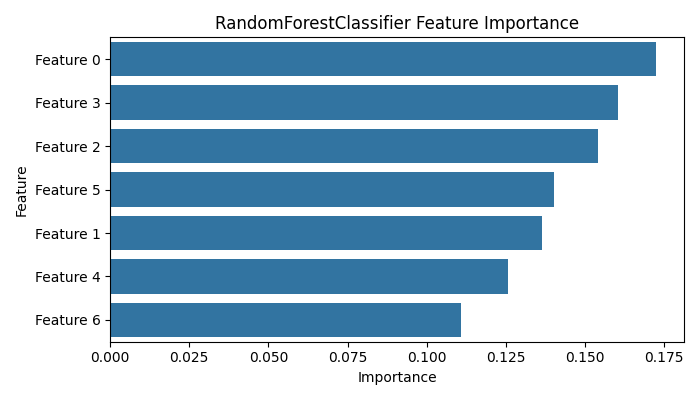 RandomForestClassifier Feature Importance
Feature 0
Feature 3
Feature 2
Feature 5
Feature 1
Feature 4
Feature 6
Feature
0.000 0.025 0.050 0.075 0.100 0.125 0.150 0.175
Importance